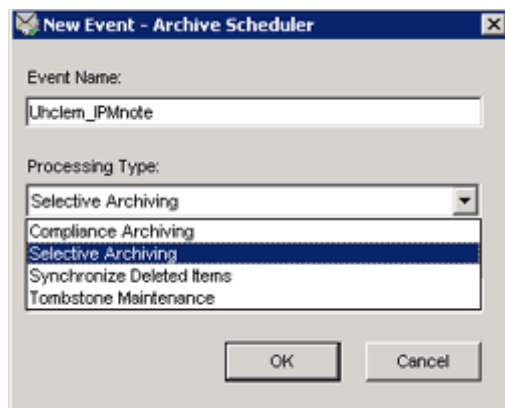 New Event - Archive Scheduler
Event Name:
Uhclem_IPMnote
Processing Type:
Selective Archiving
Compliance Archiving
Selective Archiving
Synchronize Deleted Items
Tombstone Maintenance
OK Cancel